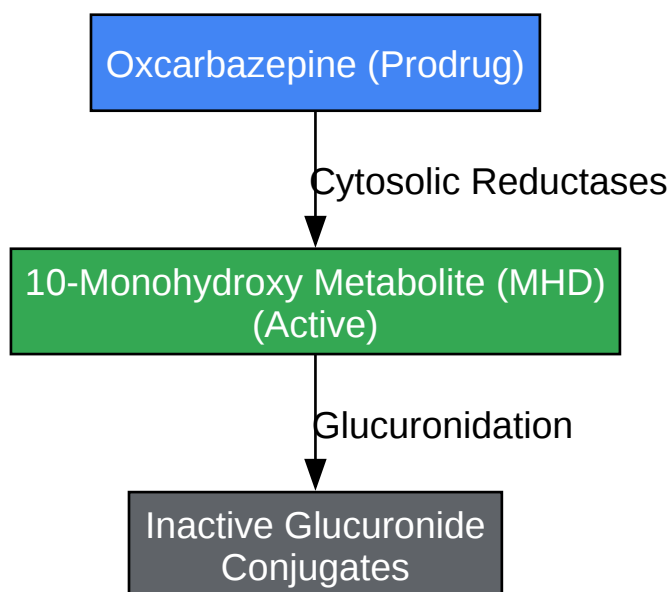 Oxcarbazepine (Prodrug)
Cytosolic Reductases
10-Monohydroxy Metabolite (MHD)
(Active)
Glucuronidation
Inactive Glucuronide
Conjugates